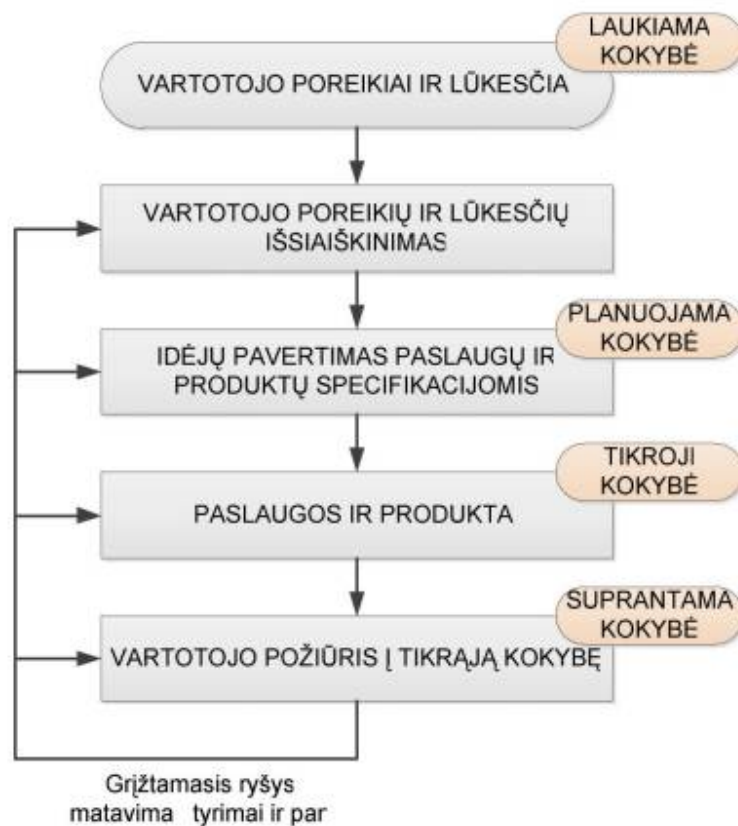 LAUKIAMA
KOKYBĖ
VARTOTOJO POREIKIAI IR LŪKESČIA
VARTOTOJO POREIKIŲ IR LŪKESČIŲ
IŠSIAIŠKINIMAS
PLANUOJAMA
KOKYBĖ
IDĖJŲ PAVERTIMAS PASLAUGŲ IR
PRODUKTŲ SPECIFIKACIJOMIS
TIKROJI
KOKYBĖ
PASLAUGOS IR PRODUKTA
SUPRANTAMA
KOKYBĖ
VARTOTOJO POŽIŪRIS Į TIKRĄJĄ KOKYBĘ
Grįžtamasis ryšys
matavima tyrimai ir par